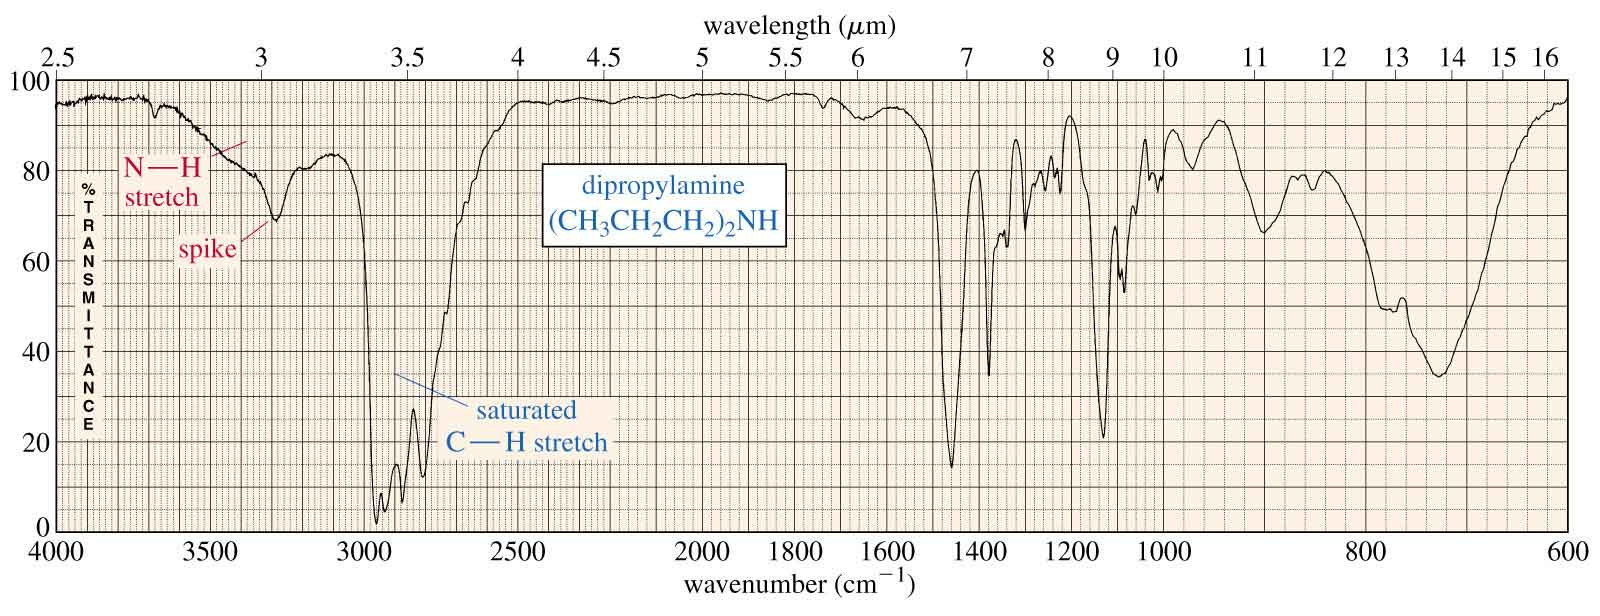 wavelength (μm)
2.5 3 3.5 4 4.5 5 5.5 6 7 8 9 10 11 12 13 14 15 16
100
80
60
40
20
0
%TRANSMITTANCE
N—H
stretch
spike
dipropylamine
(CH₃CH₂CH₂)₂NH
saturated
C—H stretch
4000 3500 3000 2500 2000 1800 1600 1400 1200 1000 800 600
wavenumber (cm⁻¹)